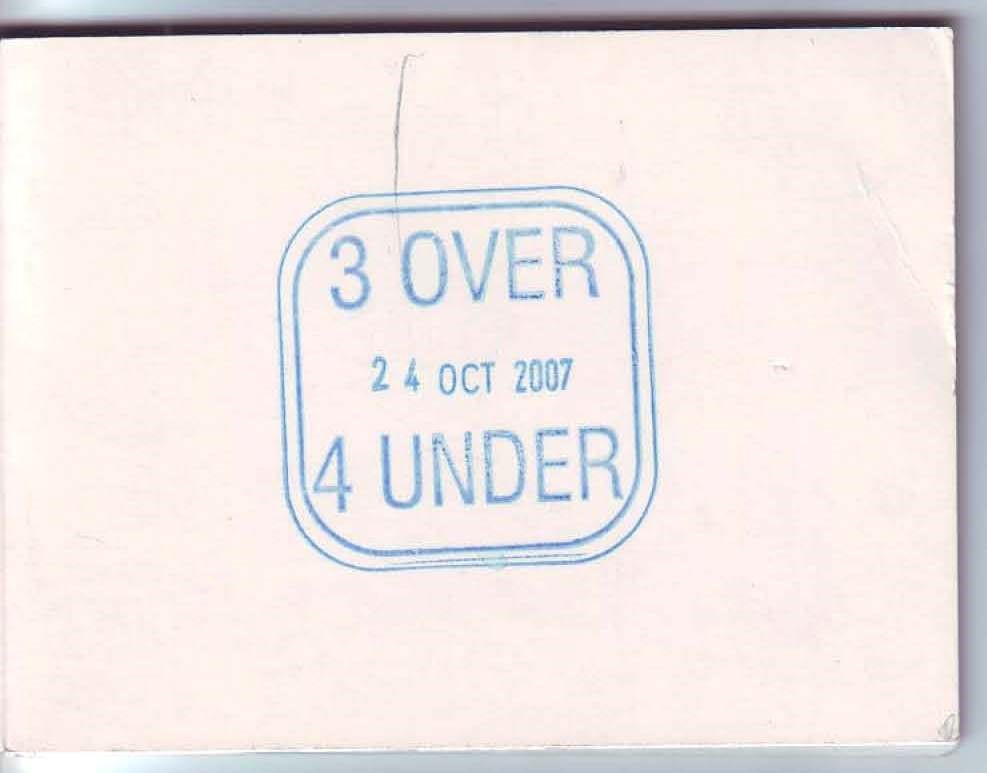 3 OVER
24 OCT 2007
4 UNDER